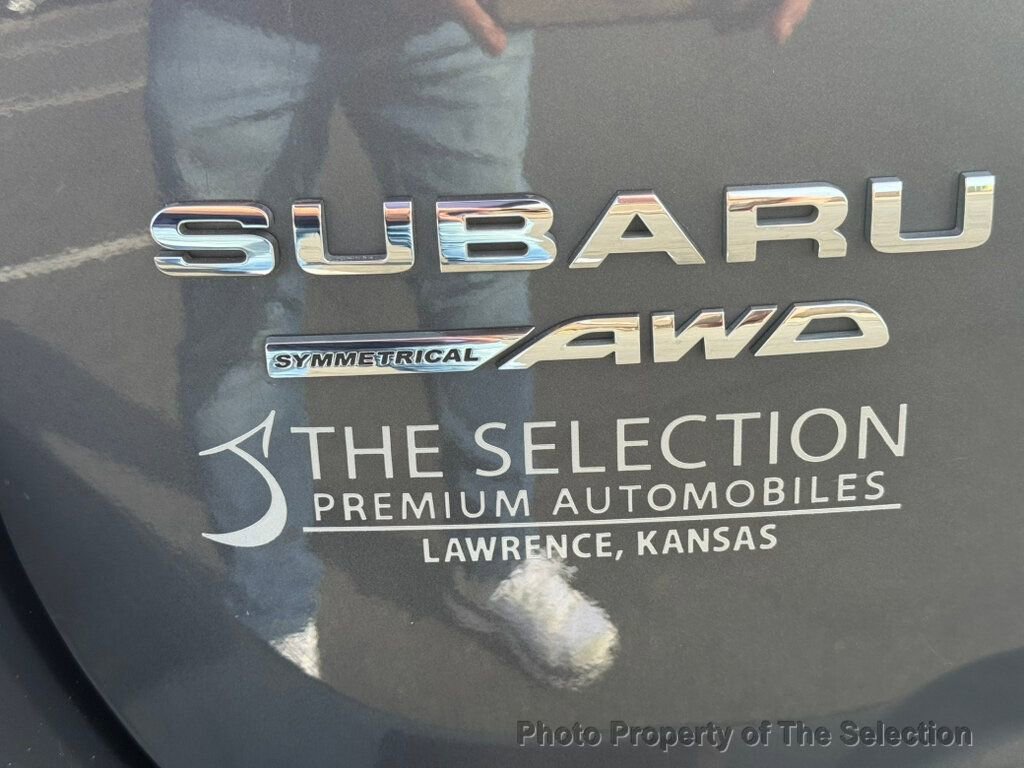 SUBARU
SYMMETRICAL AWD
THE SELECTION
PREMIUM AUTOMOBILES
LAWRENCE, KANSAS
Photo Property of The Selection